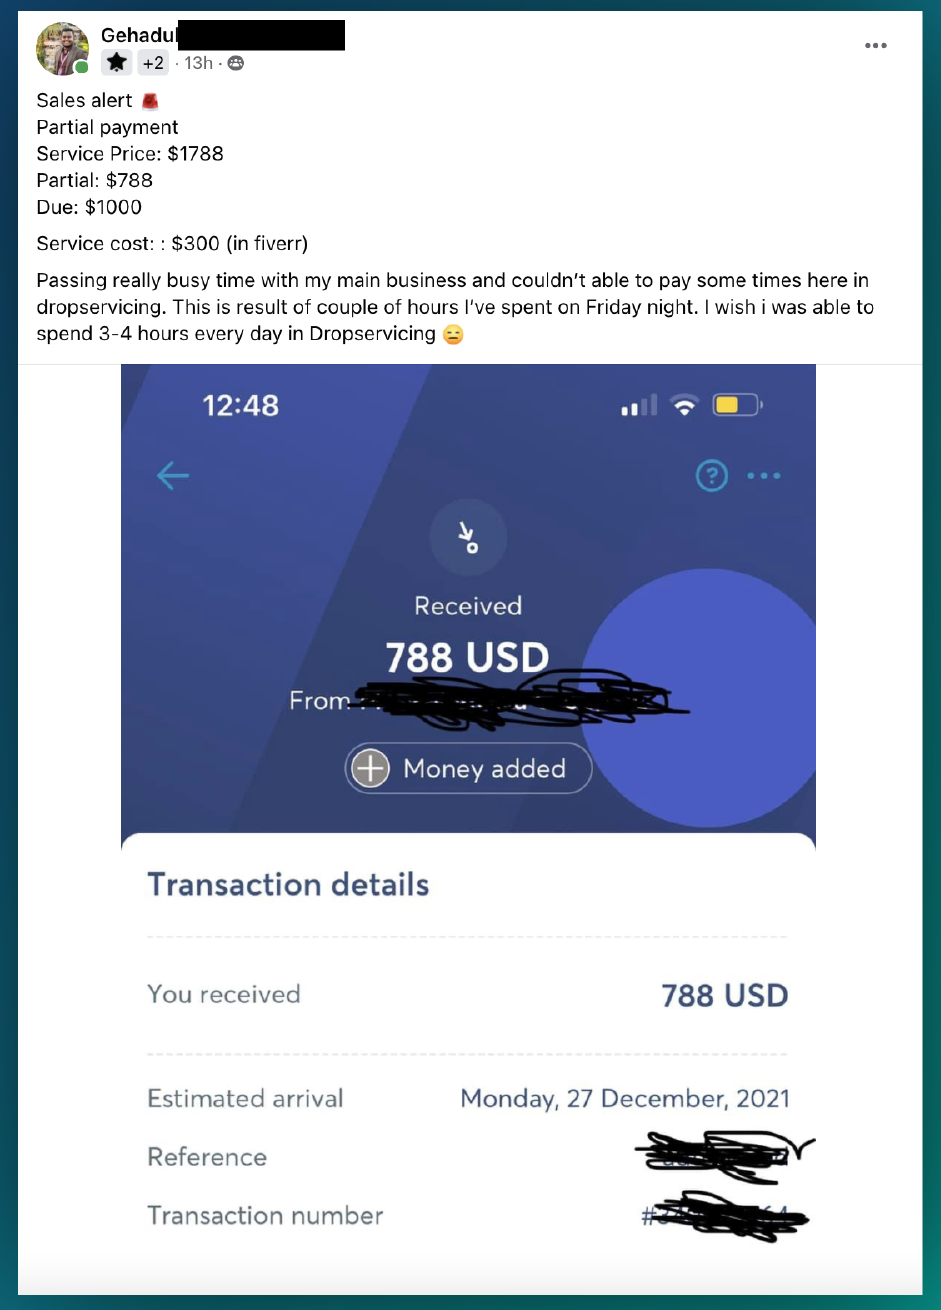 Gehadul
+2 · 13h ·
Sales alert 🚨
Partial payment
Service Price: $1788
Partial: $788
Due: $1000
Service cost: : $300 (in fiverr)
Passing really busy time with my main business and couldn't able to pay some times here in
dropservicing. This is result of couple of hours I've spent on Friday night. I wish i was able to
spend 3-4 hours every day in Dropservicing 😑
12:48
Received
788 USD
From
Money added
Transaction details
You received 788 USD
Estimated arrival Monday, 27 December, 2021
Reference
Transaction number